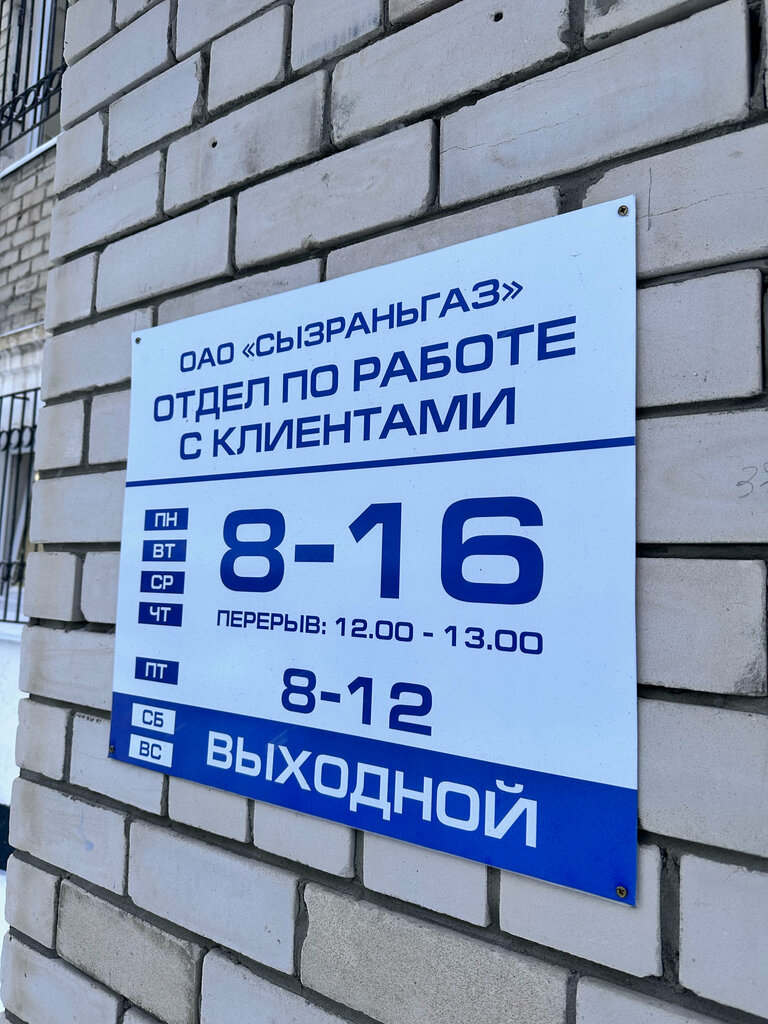 ОАО «СЫЗРАНЬГАЗ»
ОТДЕЛ ПО РАБОТЕ
С КЛИЕНТАМИ
ПН
ВТ
СР
ЧТ
8-16
ПЕРЕРЫВ: 12.00 - 13.00
ПТ
8-12
СБ
ВС
ВЫХОДНОЙ